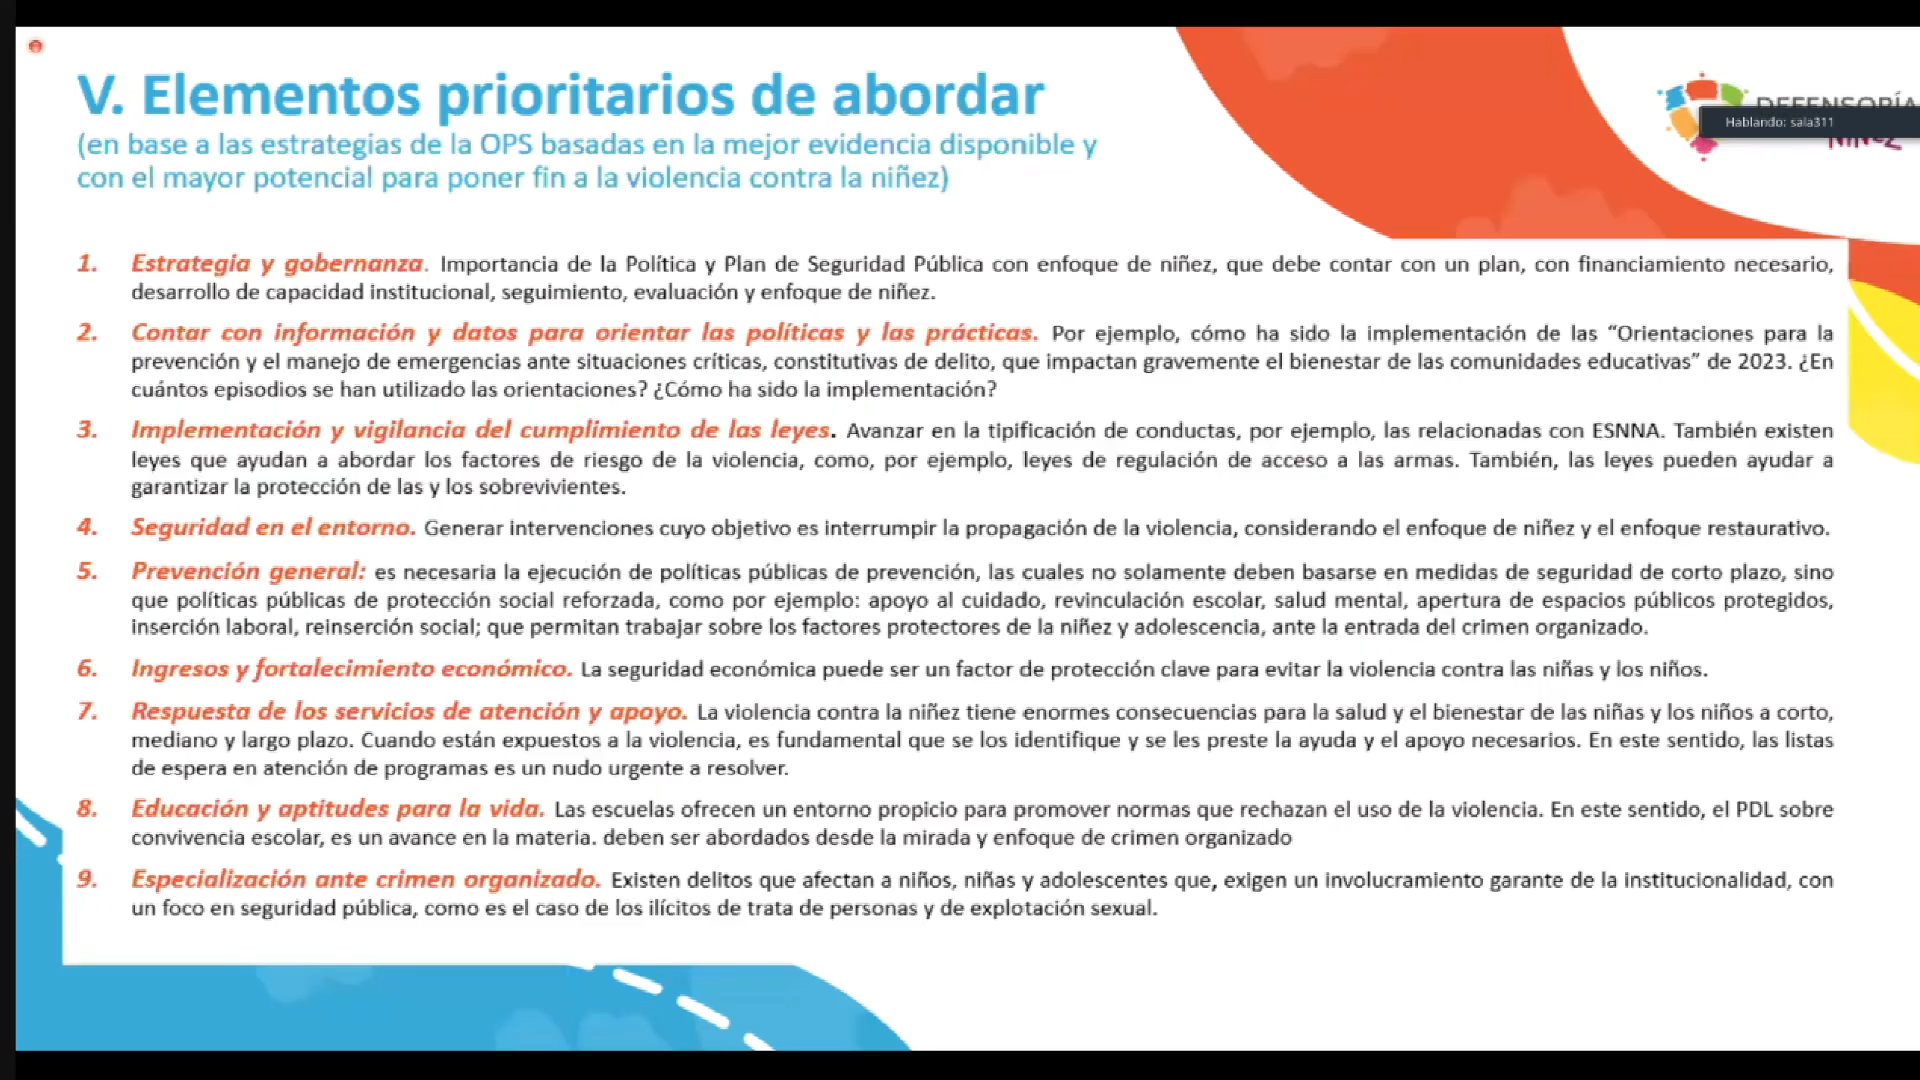 V. Elementos prioritarios de abordar
(en base a las estrategias de la OPS basadas en la mejor evidencia disponible y
con el mayor potencial para poner fin a la violencia contra la niñez)
DEFENSORÍA
Hablando: sala311
NIÑEZ
1. Estrategia y gobernanza. Importancia de la Política y Plan de Seguridad Pública con enfoque de niñez, que debe contar con un plan, con financiamiento necesario,
desarrollo de capacidad institucional, seguimiento, evaluación y enfoque de niñez.
2. Contar con información y datos para orientar las políticas y las prácticas. Por ejemplo, cómo ha sido la implementación de las “Orientaciones para la
prevención y el manejo de emergencias ante situaciones críticas, constitutivas de delito, que impactan gravemente el bienestar de las comunidades educativas” de 2023. ¿En
cuántos episodios se han utilizado las orientaciones? ¿Cómo ha sido la implementación?
3. Implementación y vigilancia del cumplimiento de las leyes. Avanzar en la tipificación de conductas, por ejemplo, las relacionadas con ESNNA. También existen
leyes que ayudan a abordar los factores de riesgo de la violencia, como, por ejemplo, leyes de regulación de acceso a las armas. También, las leyes pueden ayudar a
garantizar la protección de las y los sobrevivientes.
4. Seguridad en el entorno. Generar intervenciones cuyo objetivo es interrumpir la propagación de la violencia, considerando el enfoque de niñez y el enfoque restaurativo.
5. Prevención general: es necesaria la ejecución de políticas públicas de prevención, las cuales no solamente deben basarse en medidas de seguridad de corto plazo, sino
que políticas públicas de protección social reforzada, como por ejemplo: apoyo al cuidado, revinculación escolar, salud mental, apertura de espacios públicos protegidos,
inserción laboral, reinserción social; que permitan trabajar sobre los factores protectores de la niñez y adolescencia, ante la entrada del crimen organizado.
6. Ingresos y fortalecimiento económico. La seguridad económica puede ser un factor de protección clave para evitar la violencia contra las niñas y los niños.
7. Respuesta de los servicios de atención y apoyo. La violencia contra la niñez tiene enormes consecuencias para la salud y el bienestar de las niñas y los niños a corto,
mediano y largo plazo. Cuando están expuestos a la violencia, es fundamental que se los identifique y se les preste la ayuda y el apoyo necesarios. En este sentido, las listas
de espera en atención de programas es un nudo urgente a resolver.
8. Educación y aptitudes para la vida. Las escuelas ofrecen un entorno propicio para promover normas que rechazan el uso de la violencia. En este sentido, el PDL sobre
convivencia escolar, es un avance en la materia. deben ser abordados desde la mirada y enfoque de crimen organizado
9. Especialización ante crimen organizado. Existen delitos que afectan a niños, niñas y adolescentes que, exigen un involucramiento garante de la institucionalidad, con
un foco en seguridad pública, como es el caso de los ilícitos de trata de personas y de explotación sexual.